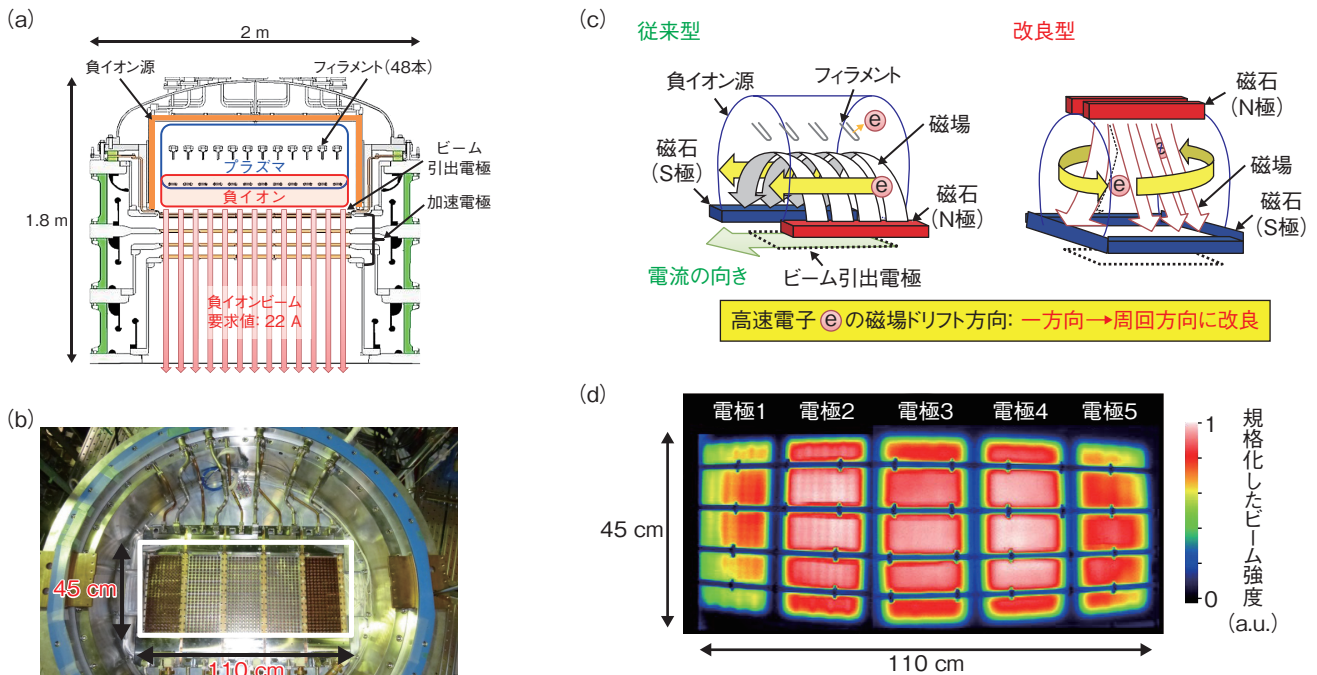 (a)
2 m
負イオン源
フィラメント(48本)
プラズマ
負イオン
ビーム
引出電極
加速電極
1.8 m
負イオンビーム
要求値: 22 A
(b)
45 cm
110 cm
(c)
従来型
改良型
負イオン源
フィラメント
e
磁場
磁石
(S極)
e
磁石
(N極)
電流の向き
ビーム引出電極
磁石
(N極)
e
e
磁場
磁石
(S極)
高速電子 e の磁場ドリフト方向: 一方向→周回方向に改良
(d)
電極1 電極2 電極3 電極4 電極5
45 cm
110 cm
1
0
規格化したビーム強度
(a.u.)